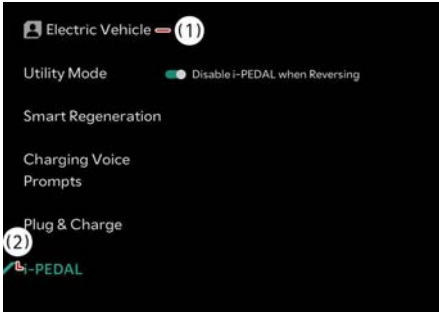 Electric Vehicle (1)
Utility Mode
Disable i-PEDAL when Reversing
Smart Regeneration
Charging Voice
Prompts
Plug & Charge
(2)
i-PEDAL